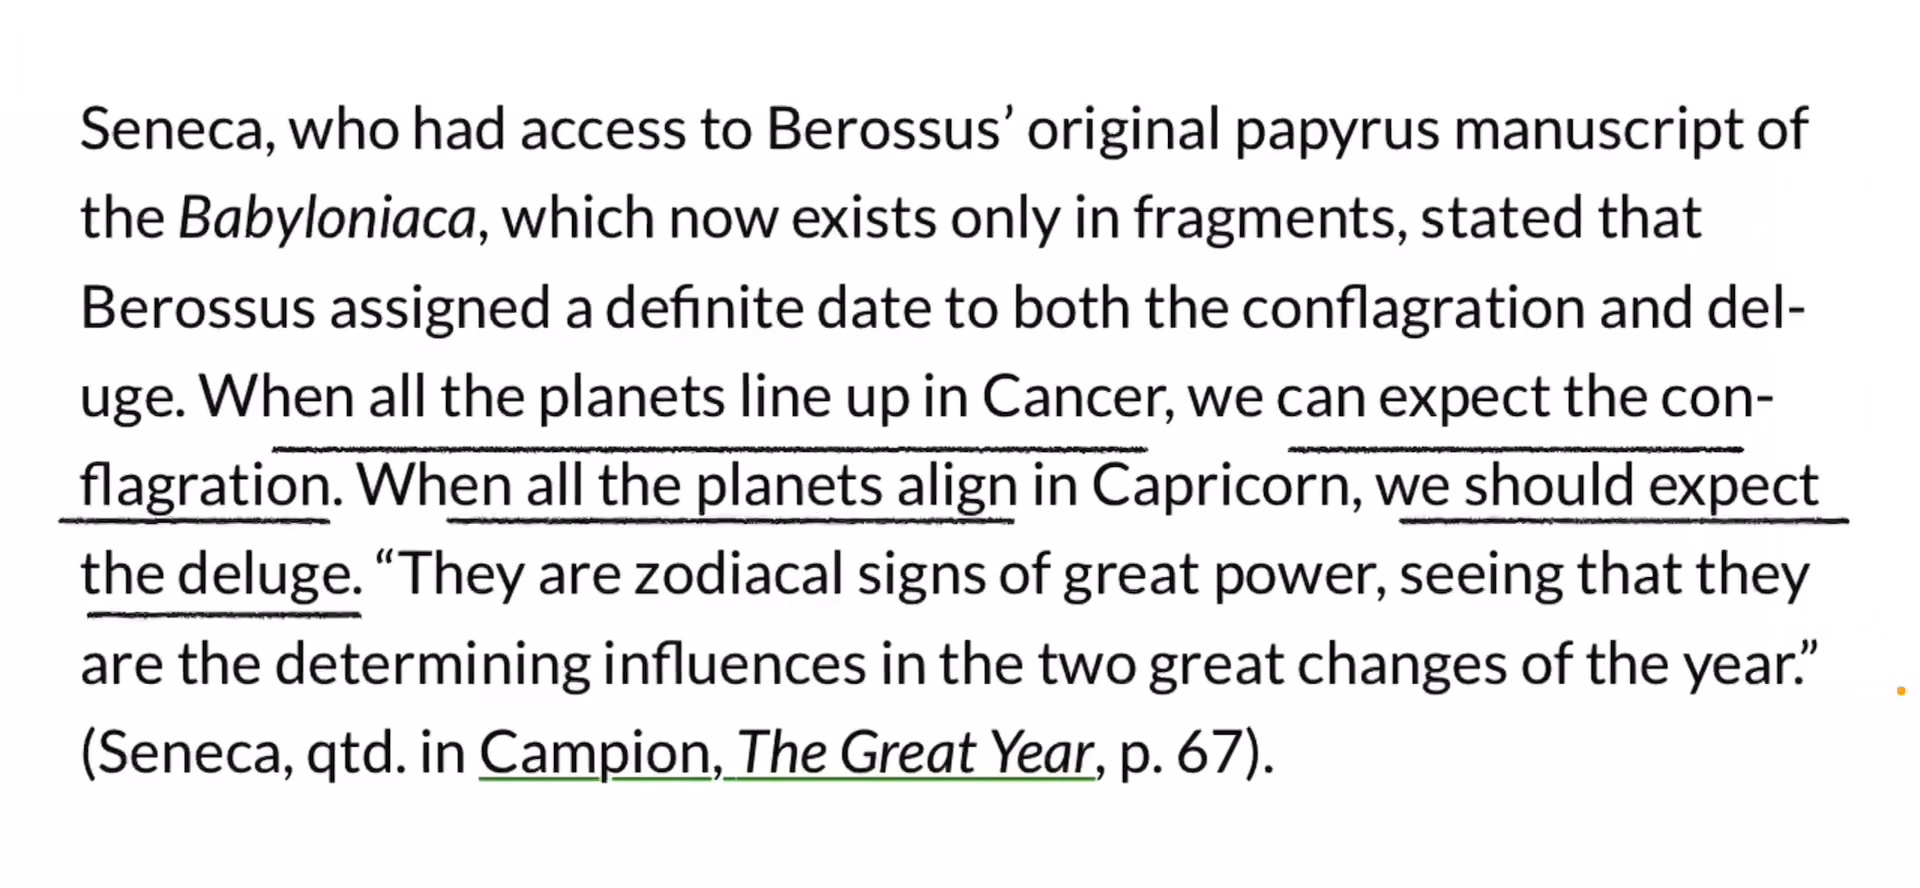 Seneca, who had access to Berossus’ original papyrus manuscript of
the Babyloniaca, which now exists only in fragments, stated that
Berossus assigned a definite date to both the conflagration and del-
uge. When all the planets line up in Cancer, we can expect the con-
flagration. When all the planets align in Capricorn, we should expect
the deluge. “They are zodiacal signs of great power, seeing that they
are the determining influences in the two great changes of the year.”
(Seneca, qtd. in Campion, The Great Year, p. 67).